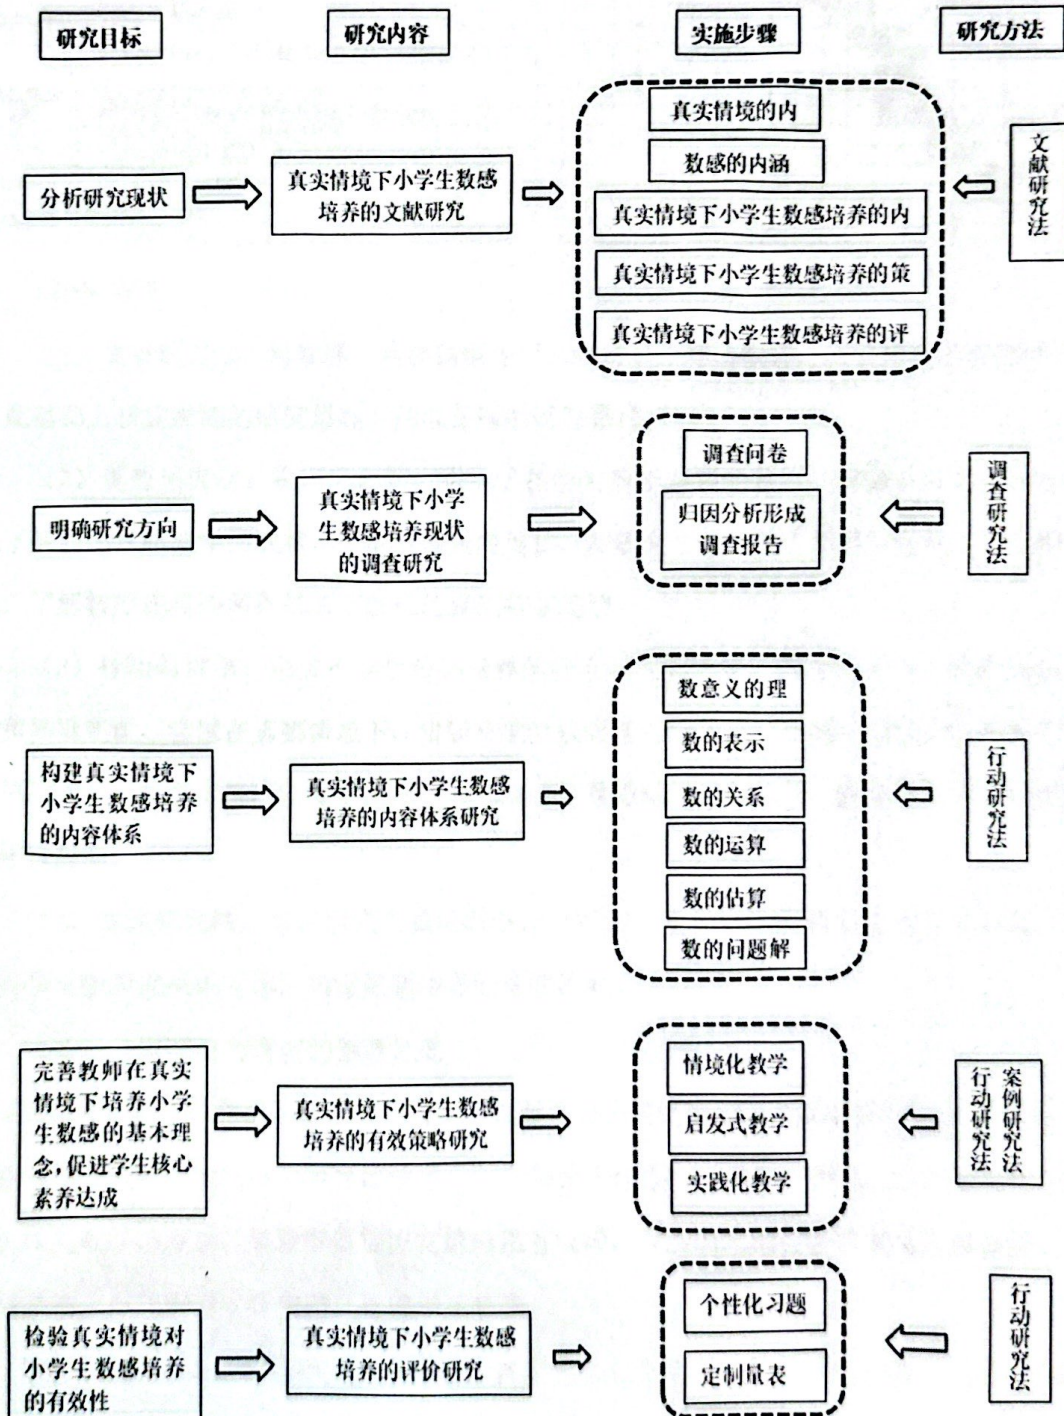 研究目标
研究内容
实施步骤
研究方法
分析研究现状
真实情境下小学生数感
培养的文献研究
真实情境的内
数感的内涵
真实情境下小学生数感培养的内
真实情境下小学生数感培养的策
真实情境下小学生数感培养的评
文献研究法
明确研究方向
真实情境下小学
生数感培养现状
的调查研究
调查问卷
归因分析形成
调查报告
调查研究法
构建真实情境下
小学生数感培养
的内容体系
真实情境下小学生数感
培养的内容体系研究
数意义的理
数的表示
数的关系
数的运算
数的估算
数的问题解
行动研究法
完善教师在真实
情境下培养小学
生数感的基本理
念,促进学生核心
素养达成
真实情境下小学生数感
培养的有效策略研究
情境化教学
启发式教学
实践化教学
案例研究法
行动研究法
检验真实情境对
小学生数感培养
的有效性
真实情境下小学生数感
培养的评价研究
个性化习题
定制量表
行动研究法